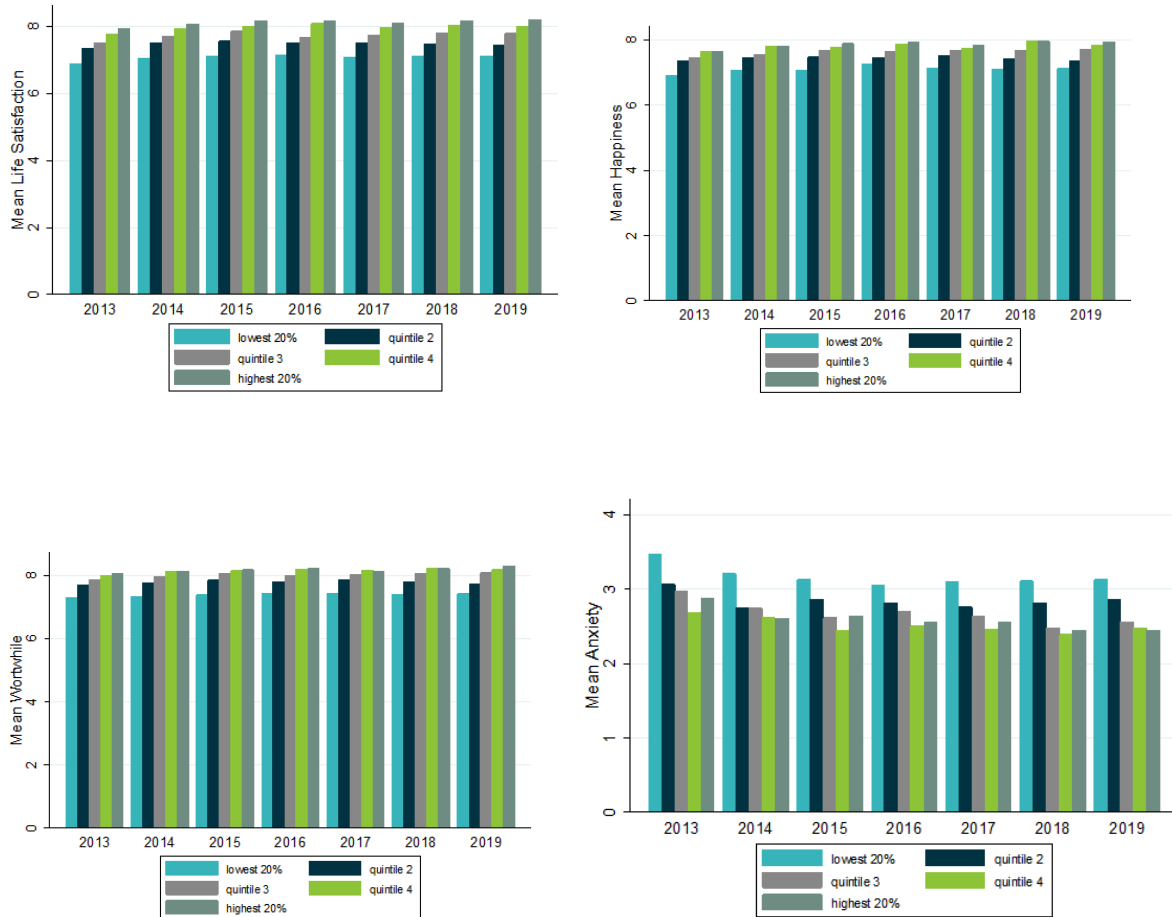 8
6
4
2
0
Mean Life Satisfaction
2013 2014 2015 2016 2017 2018 2019
lowest 20% quintile 2
quintile 3 quintile 4
highest 20%
8
6
4
2
0
Mean Happiness
2013 2014 2015 2016 2017 2018 2019
lowest 20% quintile 2
quintile 3 quintile 4
highest 20%
8
6
4
2
0
Mean Wortwhile
2013 2014 2015 2016 2017 2018 2019
lowest 20% quintile 2
quintile 3 quintile 4
highest 20%
4
3
2
1
0
Mean Anxiety
2013 2014 2015 2016 2017 2018 2019
lowest 20% quintile 2
quintile 3 quintile 4
highest 20%